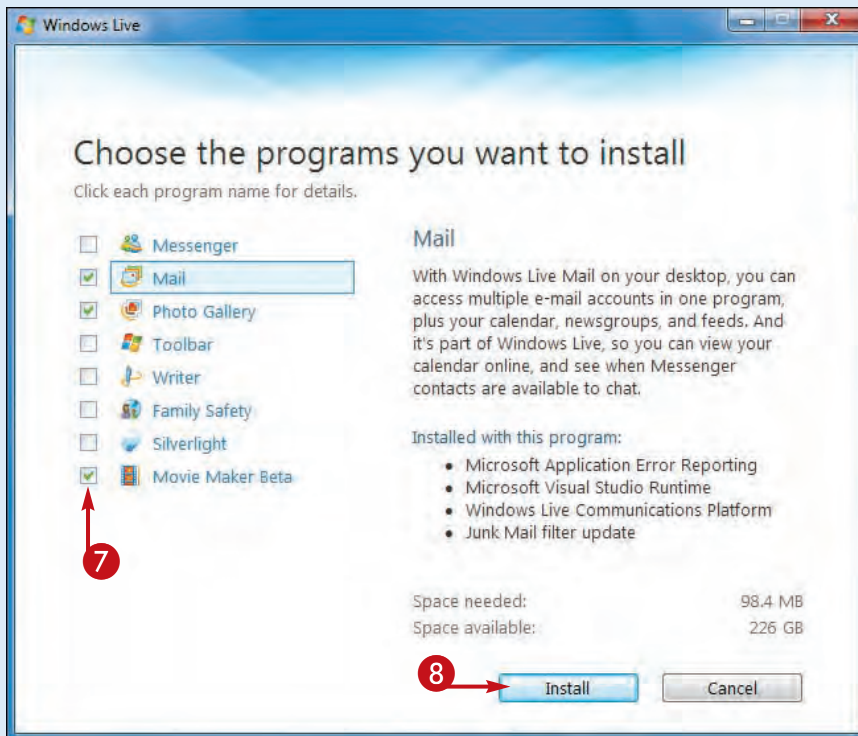 Windows Live
Choose the programs you want to install
Click each program name for details.
Messenger
Mail
Photo Gallery
Toolbar
Writer
Family Safety
Silverlight
Movie Maker Beta
7
Mail
With Windows Live Mail on your desktop, you can
access multiple e-mail accounts in one program,
plus your calendar, newsgroups, and feeds. And
it's part of Windows Live, so you can view your
calendar online, and see when Messenger
contacts are available to chat.
Installed with this program:
• Microsoft Application Error Reporting
• Microsoft Visual Studio Runtime
• Windows Live Communications Platform
• Junk Mail filter update
Space needed: 98.4 MB
Space available: 226 GB
8
Install Cancel